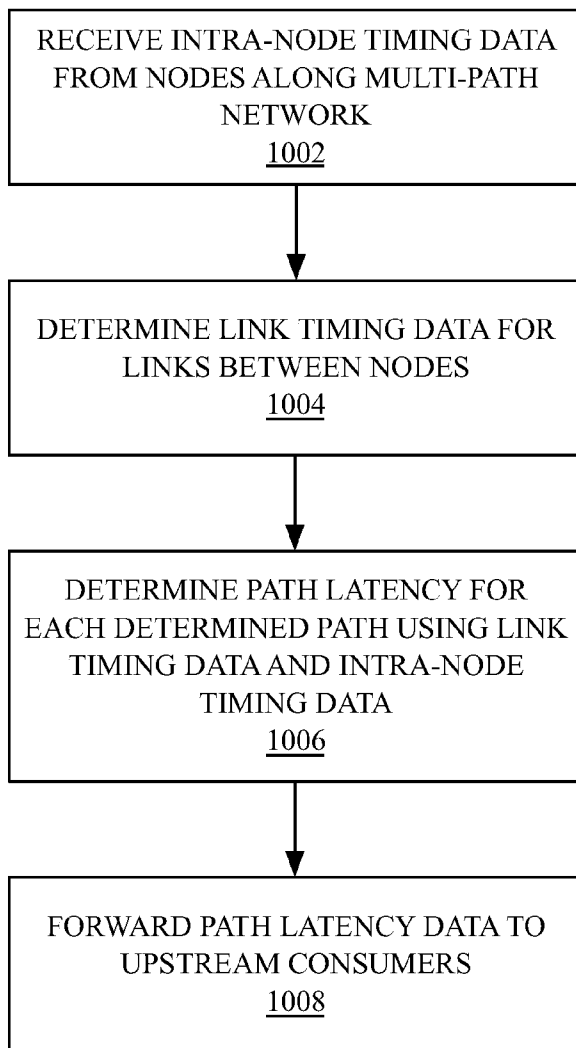 RECEIVE INTRA-NODE TIMING DATA
FROM NODES ALONG MULTI-PATH
NETWORK
1002
DETERMINE LINK TIMING DATA FOR
LINKS BETWEEN NODES
1004
DETERMINE PATH LATENCY FOR
EACH DETERMINED PATH USING LINK
TIMING DATA AND INTRA-NODE
TIMING DATA
1006
FORWARD PATH LATENCY DATA TO
UPSTREAM CONSUMERS
1008